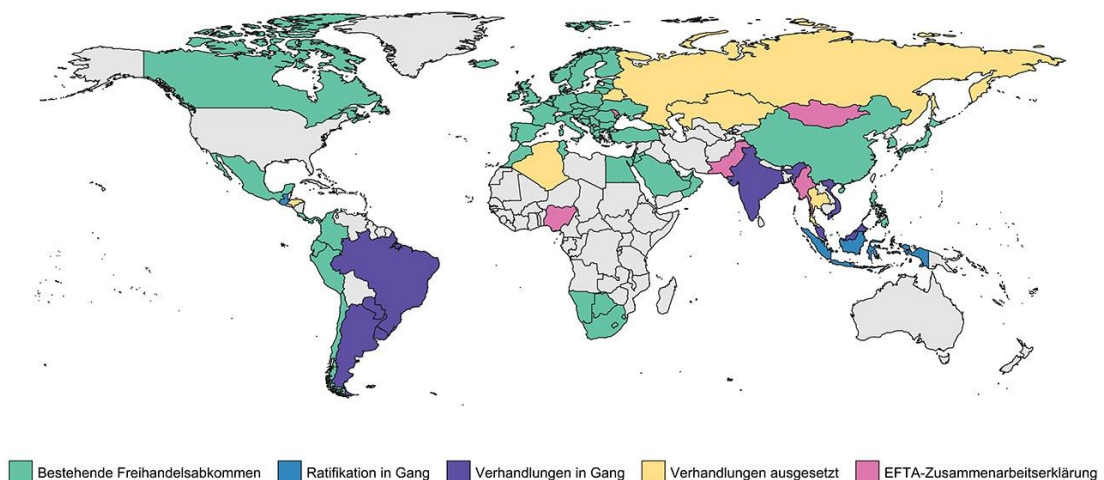 Bestehende Freihandelsabkommen Ratifikation in Gang Verhandlungen in Gang Verhandlungen ausgesetzt EFTA-Zusammenarbeitserklärung